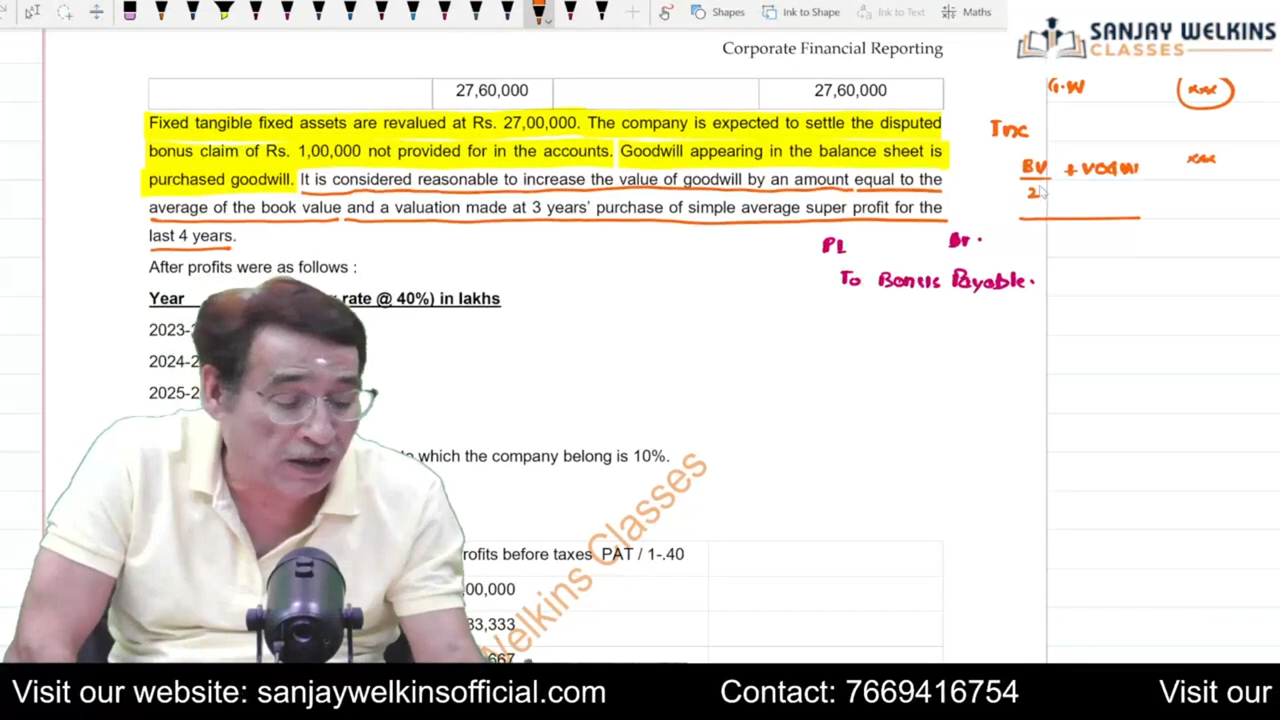 Shapes Ink to Shape Ink to Text Maths
SANJAY WELKINS
CLASSES
Corporate Financial Reporting
27,60,000 27,60,000
G.W xxx
Fixed tangible fixed assets are revalued at Rs. 27,00,000. The company is expected to settle the disputed
bonus claim of Rs. 1,00,000 not provided for in the accounts. Goodwill appearing in the balance sheet is
purchased goodwill. It is considered reasonable to increase the value of goodwill by an amount equal to the
average of the book value and a valuation made at 3 years' purchase of simple average super profit for the
last 4 years.
Inc
BV + VOGW xxx
2
PL Dr.
To Bonus Payable.
After profits were as follows :
Year rate @ 40%) in lakhs
2023-2
2024-2
2025-2
which the company belong is 10%.
rofits before taxes PAT / 1-.40
00,000
33,333
667
Welkins Classes
Visit our website: sanjaywelkinsofficial.com Contact: 7669416754 Visit our